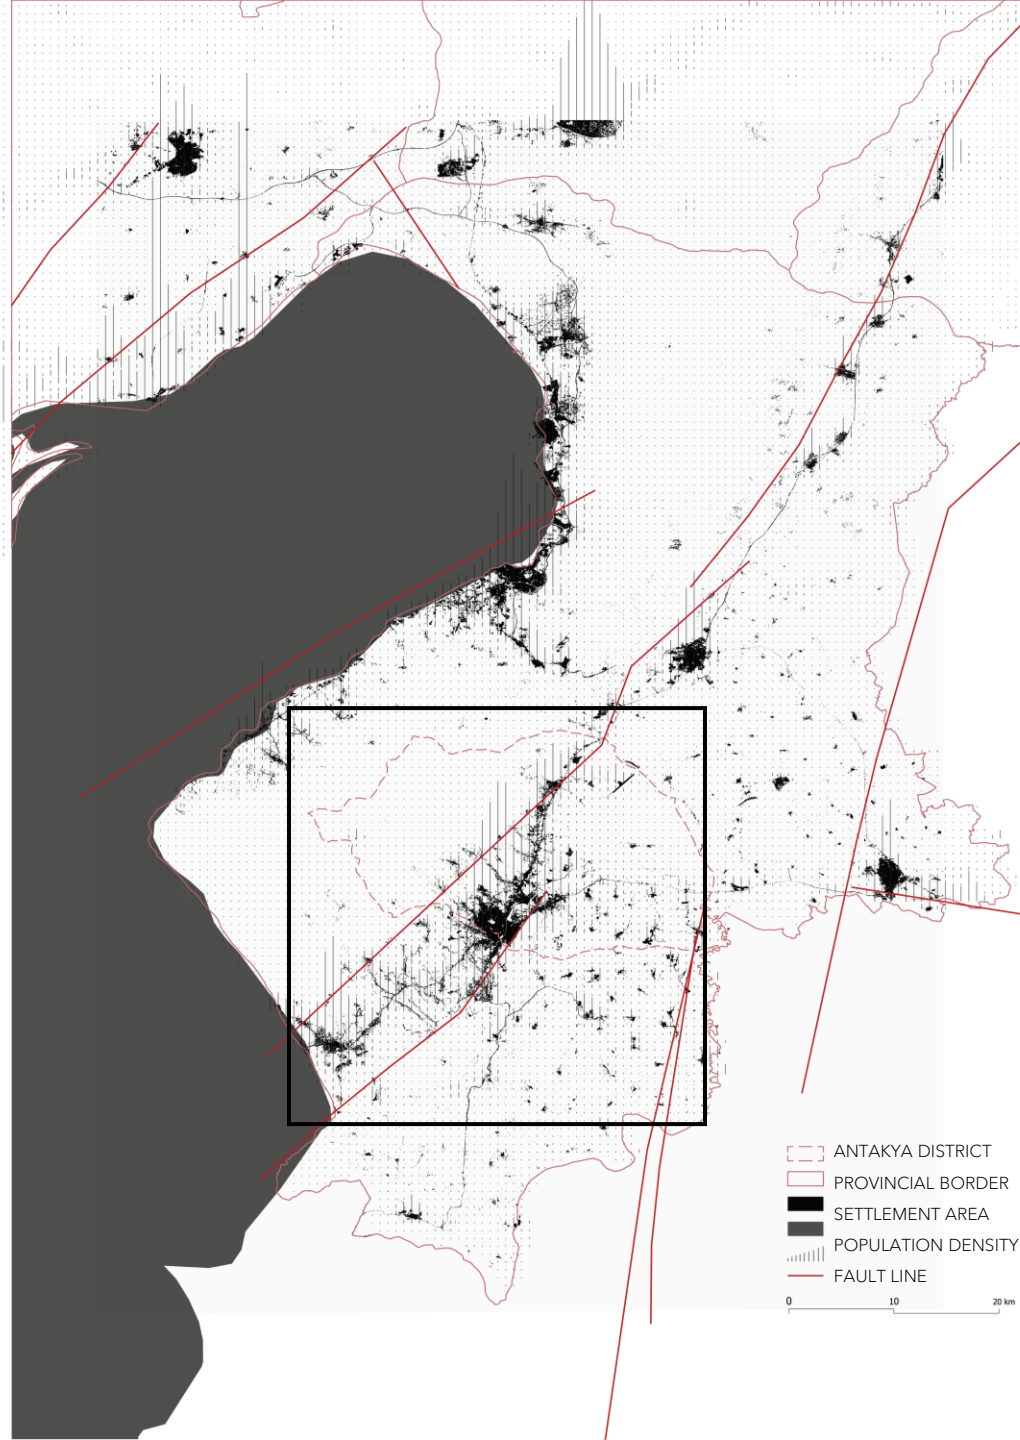 ANTAKYA DISTRICT
PROVINCIAL BORDER
SETTLEMENT AREA
POPULATION DENSITY
FAULT LINE
0 10 20 km